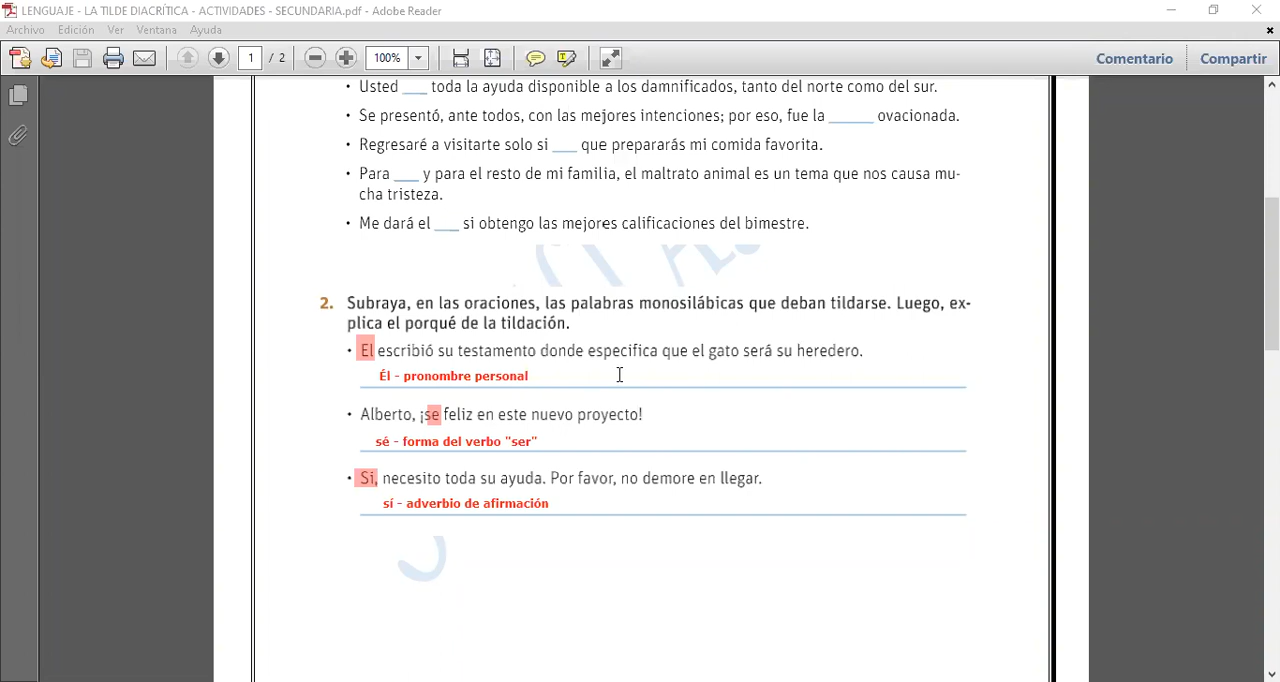 LENGUAJE - LA TILDE DIACRÍTICA - ACTIVIDADES - SECUNDARIA.pdf - Adobe Reader
Archivo Edición Ver Ventana Ayuda
1 / 2 100% Comentario Compartir
• Usted ___ toda la ayuda disponible a los damnificados, tanto del norte como del sur.
• Se presentó, ante todos, con las mejores intenciones; por eso, fue la _____ ovacionada.
• Regresaré a visitarte solo si ___ que prepararás mi comida favorita.
• Para ___ y para el resto de mi familia, el maltrato animal es un tema que nos causa mu-
cha tristeza.
• Me dará el ___ si obtengo las mejores calificaciones del bimestre.
2. Subraya, en las oraciones, las palabras monosilábicas que deban tildarse. Luego, ex-
plica el porqué de la tildación.
• El escribió su testamento donde especifica que el gato será su heredero.
Él - pronombre personal
• Alberto, ¡se feliz en este nuevo proyecto!
sé - forma del verbo "ser"
• Si, necesito toda su ayuda. Por favor, no demore en llegar.
sí - adverbio de afirmación